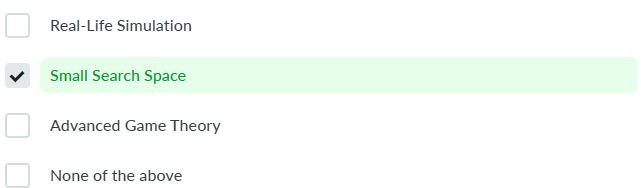 Real-Life Simulation
Small Search Space
Advanced Game Theory
None of the above